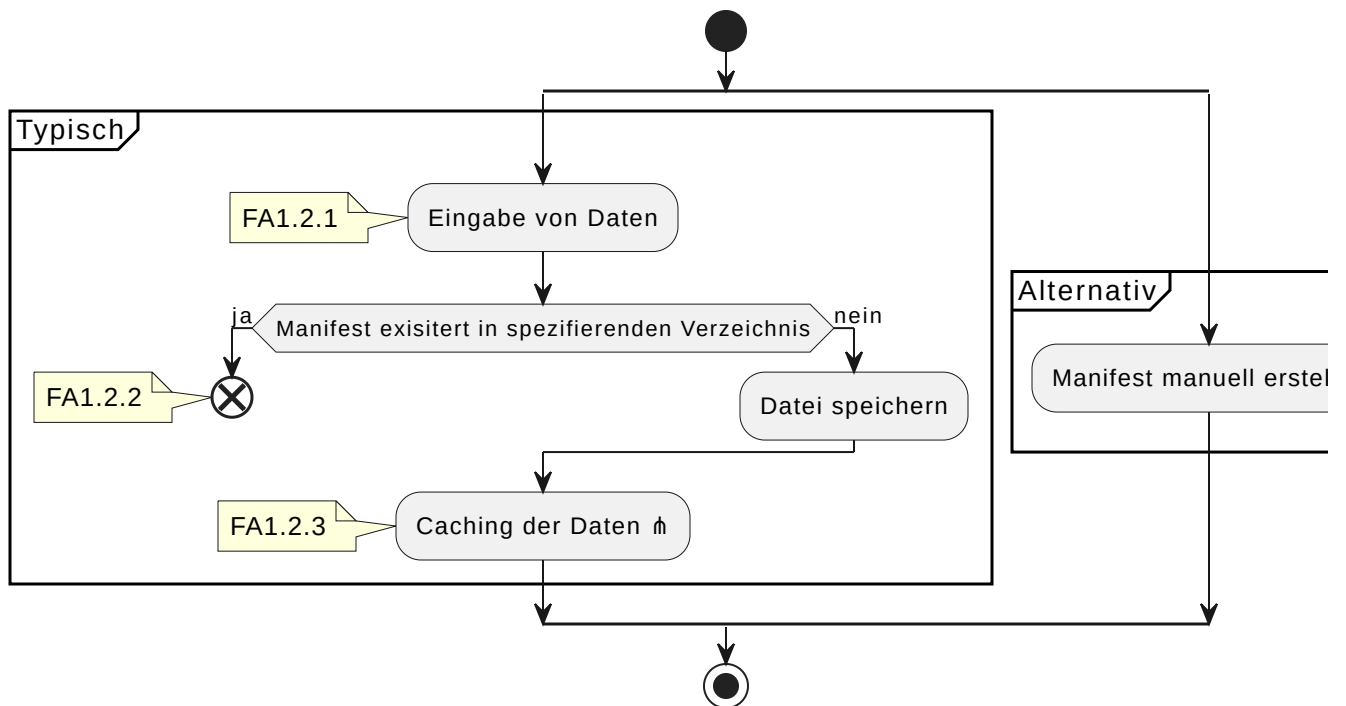 Typisch
FA1.2.1
Eingabe von Daten
ja
Manifest exisitert in spezifierenden Verzeichnis
nein
Alternativ
FA1.2.2
Datei speichern
Manifest manuell
FA1.2.3
Caching der Daten